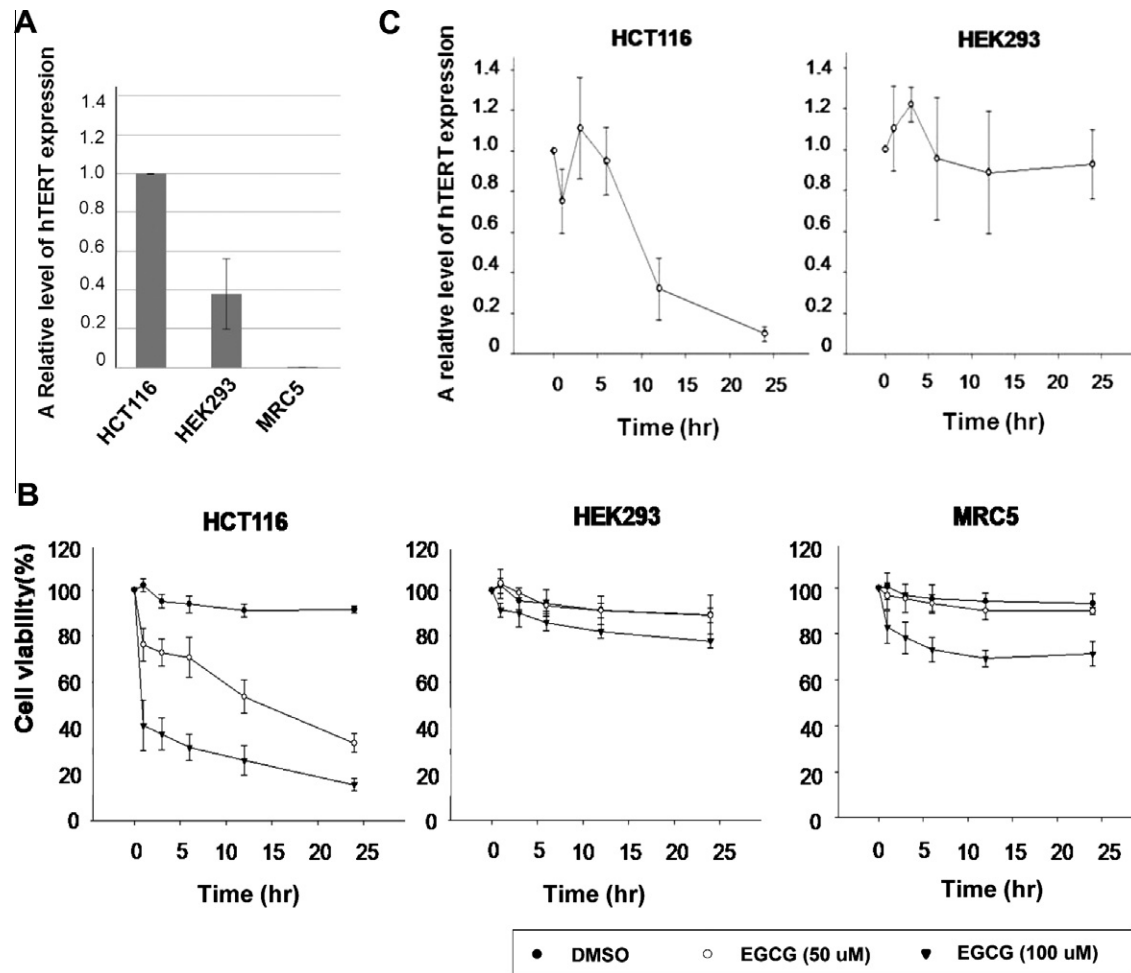 A
A Relative level of hTERT expression
1.4
1.2
1.0
0.8
0.6
0.4
0.2
0
HCT116
HEK293
MRC5
C
A relative level of hTERT expression
HCT116
1.4
1.2
1.0
0.8
0.6
0.4
0.2
0
0 5 10 15 20 25
Time (hr)
HEK293
1.4
1.2
1.0
0.8
0.6
0.4
0.2
0
0 5 10 15 20 25
Time (hr)
B
Cell vlability(%)
HCT116
120
100
80
60
40
20
0
0 5 10 15 20 25
Time (hr)
HEK293
120
100
80
60
40
20
0
0 5 10 15 20 25
Time (hr)
MRC5
120
100
80
60
40
20
0
0 5 10 15 20 25
Time (hr)
DMSO EGCG (50 uM) EGCG (100 uM)